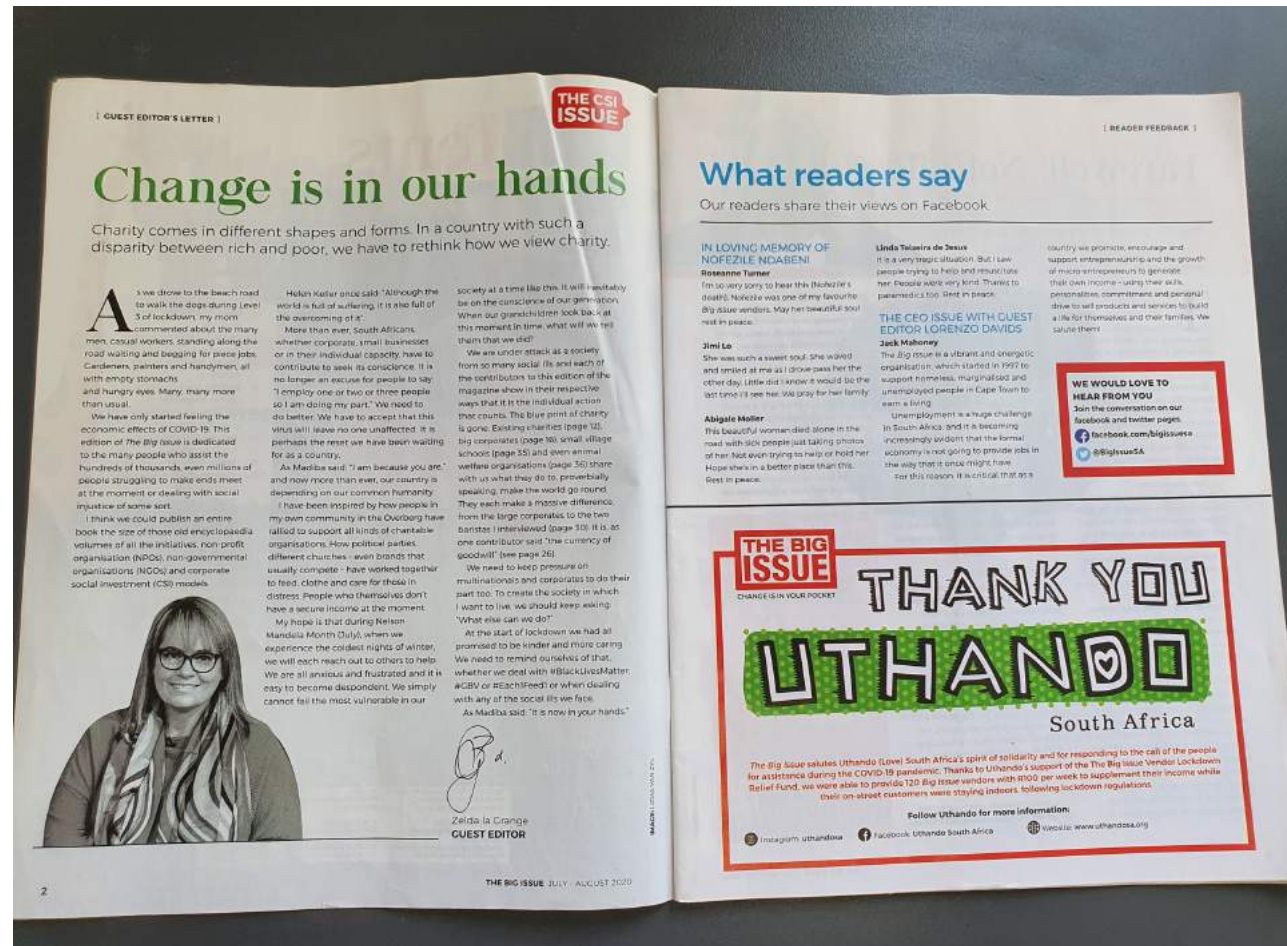 [ GUEST EDITOR'S LETTER ]
THE CSI
ISSUE
Change is in our hands
Charity comes in different shapes and forms. In a country with such a
disparity between rich and poor, we have to rethink how we view charity.
As we drove to the beach road
to walk the dogs during Level
3 of lockdown, my mom
commented about the many
men, casual workers, standing along the
road waiting and begging for piece jobs.
Gardeners, painters and handymen, all
with empty stomachs
and hungry eyes. Many, many more
than usual.
We have only started feeling the
economic effects of COVID-19. This
edition of The Big Issue is dedicated
to the many people who assist the
hundreds of thousands, even millions of
people struggling to make ends meet
at the moment or dealing with social
injustice of some sort.
I think we could publish an entire
book the size of those old encyclopaedia
volumes of all the initiatives, non-profit
organisation (NPOs), non-governmental
organisations (NGOs) and corporate
social investment (CSI) models.
Helen Keller once said: "Although the
world is full of suffering, it is also full of
the overcoming of it".
More than ever, South Africans,
whether corporate, small businesses
or in their individual capacity, have to
contribute to seek its conscience. It is
no longer an excuse for people to say:
"I employ one or two or three people
so I am doing my part." We need to
do better. We have to accept that this
virus will leave no one unaffected. It is
perhaps the reset we have been waiting
for as a country.
As Madiba said: "I am because you are,"
and now more than ever, our country is
depending on our common humanity.
I have been inspired by how people in
my own community in the Overberg have
rallied to support all kinds of charitable
organisations. How political parties,
different churches - even brands that
usually compete - have worked together
to feed, clothe and care for those in
distress. People who themselves don't
have a secure income at the moment.
My hope is that during Nelson
Mandela Month (July), when we
experience the coldest nights of winter,
we will each reach out to others to help.
We are all anxious and frustrated and it is
easy to become despondent. We simply
cannot fail the most vulnerable in our
society at a time like this. It will inevitably
be on the conscience of our generation.
When our grandchildren look back at
this moment in time, what will we tell
them that we did?
We are under attack as a society
from so many social ills and each of
the contributors to this edition of the
magazine show in their respective
ways that it is the individual action
that counts. The blue print of charity
is gone. Existing charities (page 12),
big corporates (page 18), small village
schools (page 35) and even animal
welfare organisations (page 36) share
with us what they do to, proverbially
speaking, make the world go round.
They each make a massive difference,
from the large corporates to the two
baristas I interviewed (page 30). It is, as
one contributor said "the currency of
goodwill" (see page 26).
We need to keep pressure on
multinationals and corporates to do their
part too. To create the society in which
I want to live, we should keep asking:
"What else can we do?"
At the start of lockdown we had all
promised to be kinder and more caring.
We need to remind ourselves of that,
whether we deal with #BlackLivesMatter,
#GBV or #Each1Feed1 or when dealing
with any of the social ills we face.
As Madiba said: "It is now in your hands."
Zelda la Grange
GUEST EDITOR
2
THE BIG ISSUE JULY - AUGUST 2020
[ READER FEEDBACK ]
What readers say
Our readers share their views on Facebook.
IN LOVING MEMORY OF
NOFEZILE NDABENI
Roseanne Turner
I'm so very sorry to hear this (Nofezile's
death). Nofezile was one of my favourite
Big Issue vendors. May her beautiful soul
rest in peace.
Jimi Lo
She was such a sweet soul. She waved
and smiled at me as I drove pass her the
other day. Little did I know it would be the
last time I'll see her. We pray for her family.
Abigale Moller
This beautiful woman died alone in the
road with sick people just taking photos
of her. Not even trying to help or hold her.
Hope she's in a better place than this.
Rest in peace.
Linda Teixeira de Jesus
It is a very tragic situation. But I saw
people trying to help and resuscitate
her. People were very kind. Thanks to
paramedics too. Rest in peace.
THE CEO ISSUE WITH GUEST
EDITOR LORENZO DAVIDS
Jack Mahoney
The Big Issue is a vibrant and energetic
organisation, which started in 1997 to
support homeless, marginalised and
unemployed people in Cape Town to
earn a living.
Unemployment is a huge challenge
in South Africa, and it is becoming
increasingly evident that the formal
economy is not going to provide jobs in
the way that it once might have.
For this reason, it is critical that as a
country we promote, encourage and
support entrepreneurship and the growth
of micro-entrepreneurs to generate
their own income - using their skills,
personalities, commitment and personal
drive to sell products and services to build
a life for themselves and their families. We
salute them!
WE WOULD LOVE TO
HEAR FROM YOU
Join the conversation on our
facebook and twitter pages.
facebook.com/bigissuesa
@BigIssueSA
THE BIG
ISSUE
CHANGE IS IN YOUR POCKET
THANK YOU
UTHANDO
South Africa
The Big Issue salutes Uthando (Love) South Africa's spirit of solidarity and for responding to the call of the people
for assistance during the COVID-19 pandemic. Thanks to Uthando's support of the The Big Issue Vendor Lockdown
Relief Fund, we were able to provide 120 Big Issue vendors with R100 per week to supplement their income while
their on-street customers were staying indoors, following lockdown regulations.
Follow Uthando for more information:
Instagram: uthandosa Facebook: Uthando South Africa Website: www.uthandosa.org